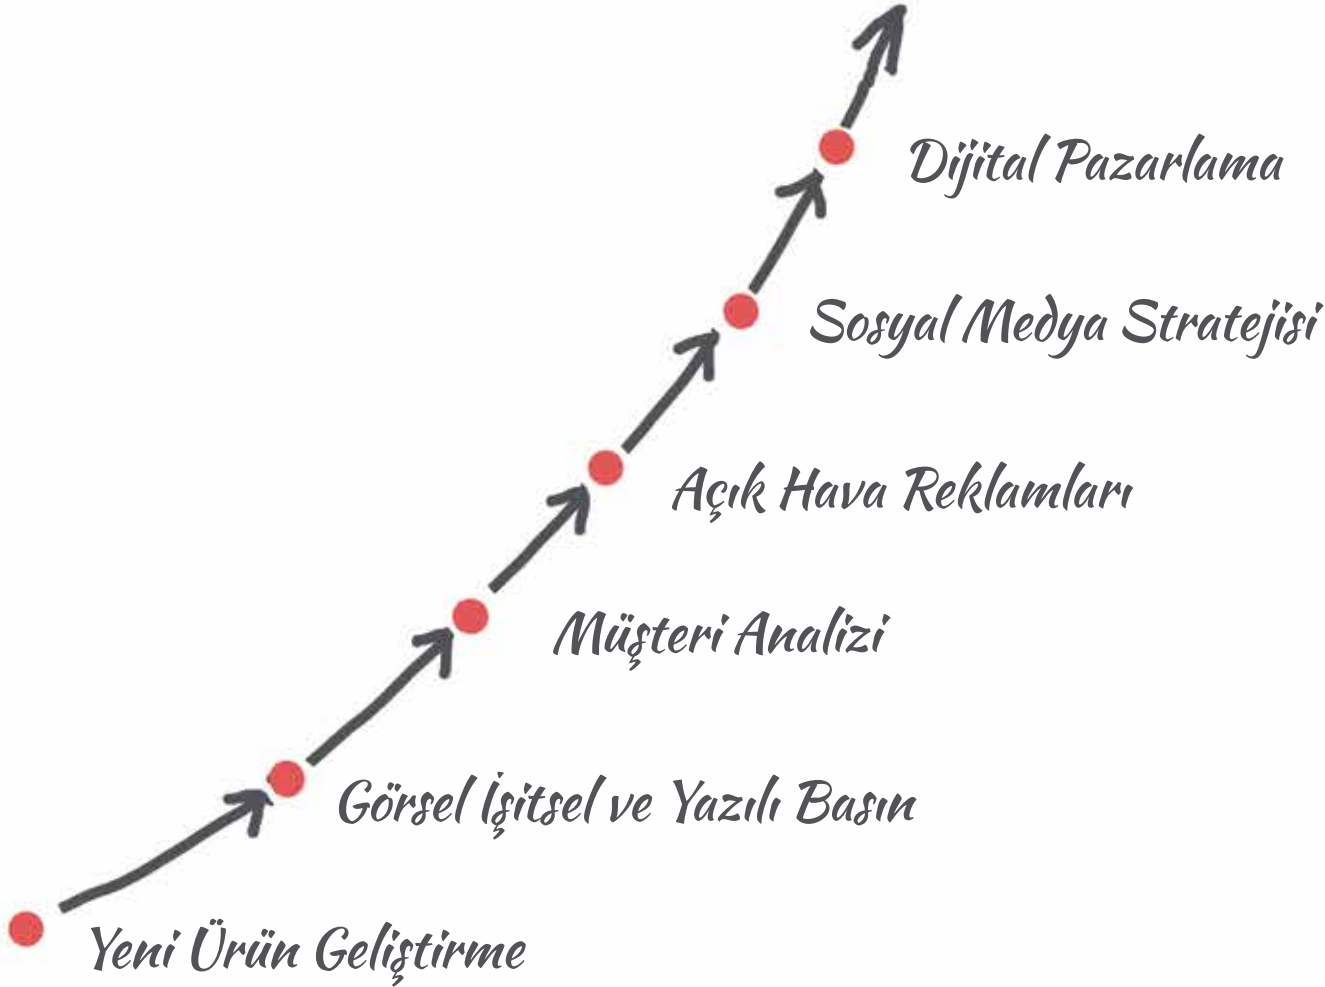 Dijital Pazarlama
Sosyal Medya Stratejisi
Açık Hava Reklamları
Müşteri Analizi
Görsel İşitsel ve Yazılı Basın
Yeni Ürün Geliştirme